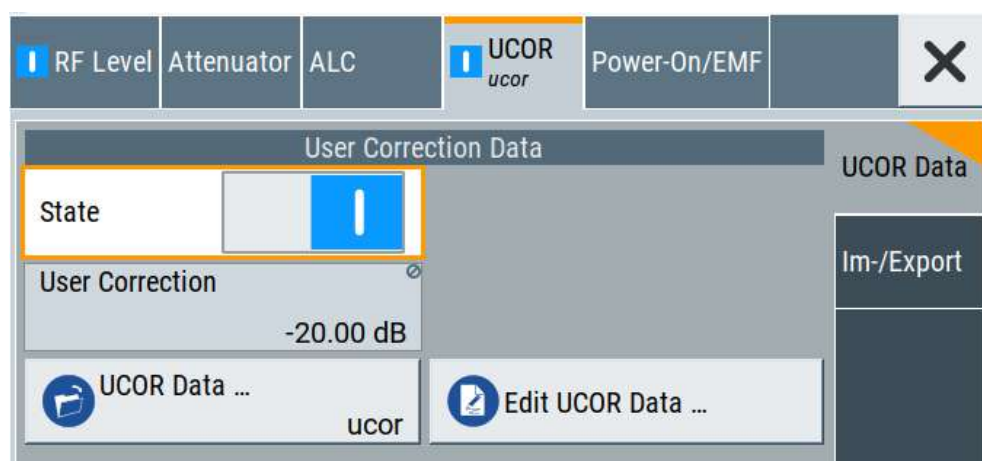 RF Level Attenuator ALC UCOR Power-On/EMF
ucor
User Correction Data
UCOR Data
State
Im-/Export
User Correction
-20.00 dB
UCOR Data ...
ucor
Edit UCOR Data ...